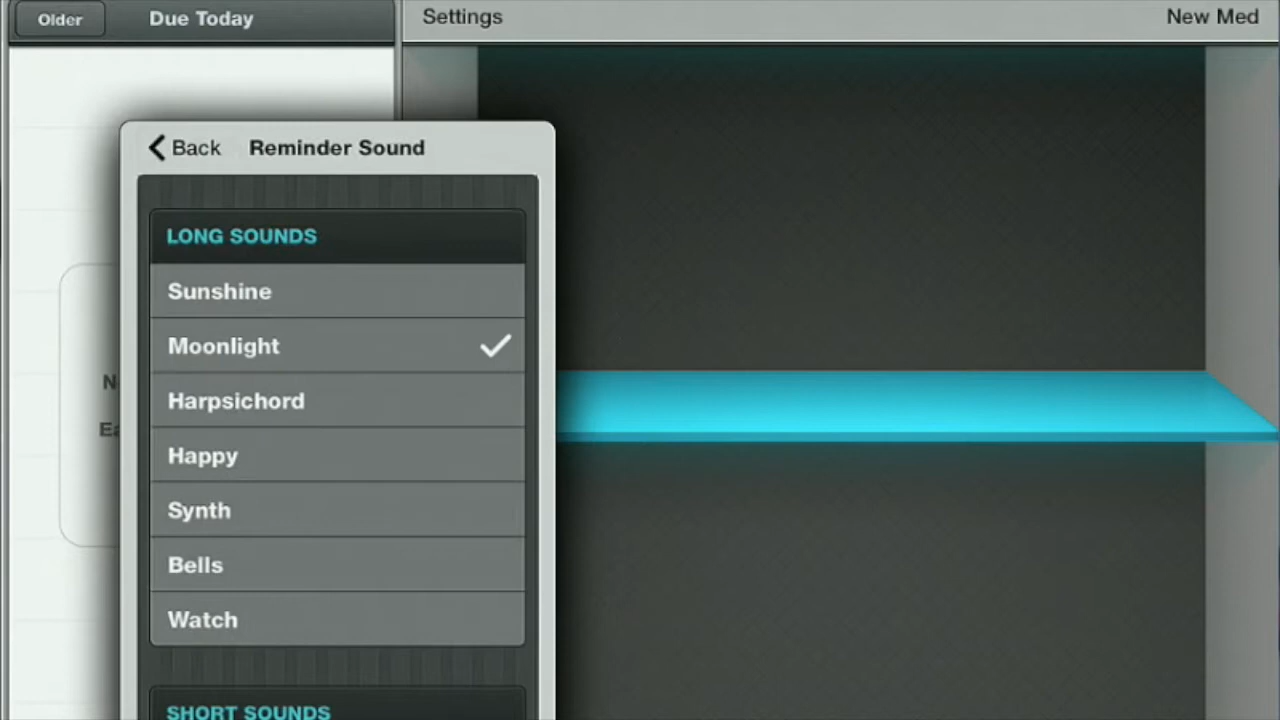 Older
Due Today
Settings
New Med
Back
Reminder Sound
LONG SOUNDS
Sunshine
Moonlight
Harpsichord
Happy
Synth
Bells
Watch
SHORT SOUNDS